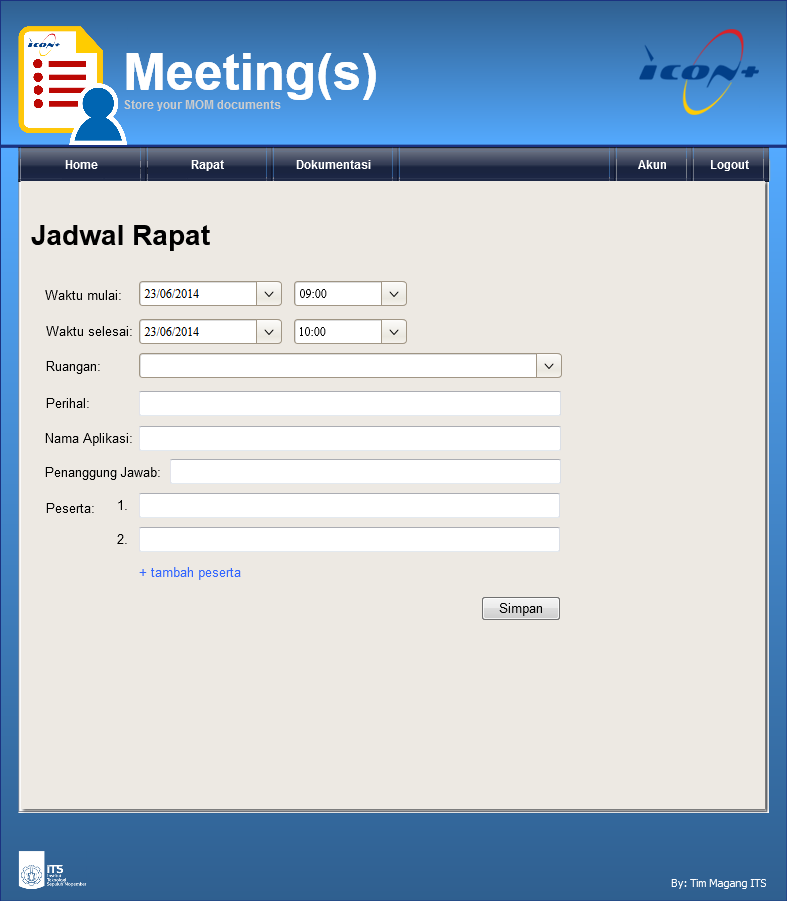 icon+
Meeting(s)
Store your MOM documents
icon+
Home Rapat Dokumentasi Akun Logout
Jadwal Rapat
Waktu mulai: 23/06/2014 09:00
Waktu selesai: 23/06/2014 10:00
Ruangan:
Perihal:
Nama Aplikasi:
Penanggung Jawab:
Peserta: 1.
2.
+ tambah peserta
Simpan
ITS
Institut
Teknologi
Sepuluh Nopember
By: Tim Magang ITS